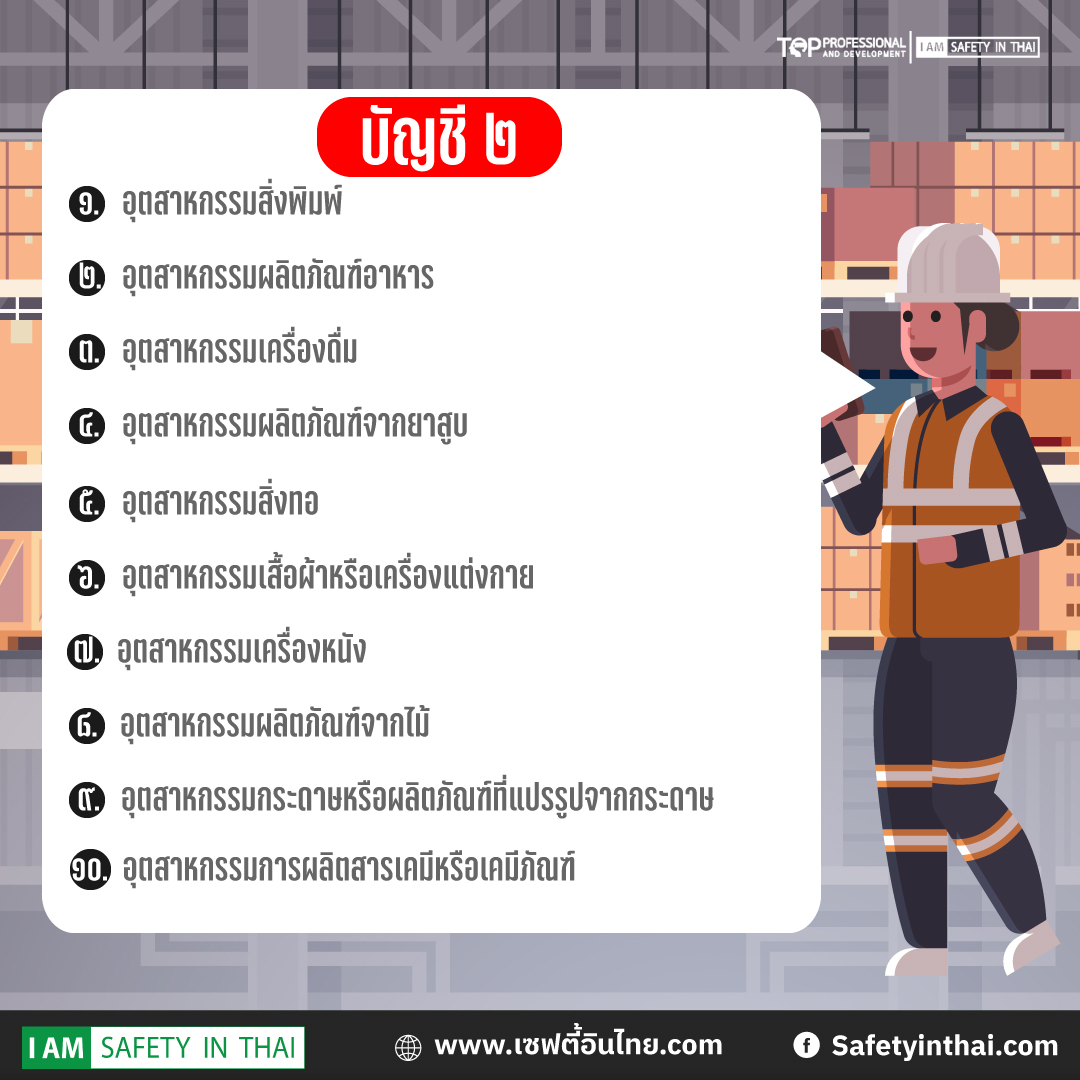 TOP PROFESSIONAL AND DEVELOPMENT | I AM SAFETY IN THAI
บัญชี ๒
๑. อุตสาหกรรมสิ่งพิมพ์
๒. อุตสาหกรรมผลิตภัณฑ์อาหาร
๓. อุตสาหกรรมเครื่องดื่ม
๔. อุตสาหกรรมผลิตภัณฑ์จากยาสูบ
๕. อุตสาหกรรมสิ่งทอ
๖. อุตสาหกรรมเสื้อผ้าหรือเครื่องแต่งกาย
๗. อุตสาหกรรมเครื่องหนัง
๘. อุตสาหกรรมผลิตภัณฑ์จากไม้
๙. อุตสาหกรรมกระดาษหรือผลิตภัณฑ์ที่แปรรูปจากกระดาษ
๑๐. อุตสาหกรรมการผลิตสารเคมีหรือเคมีภัณฑ์
I AM SAFETY IN THAI www.เซฟตี้อินไทย.com Safetyinthai.com